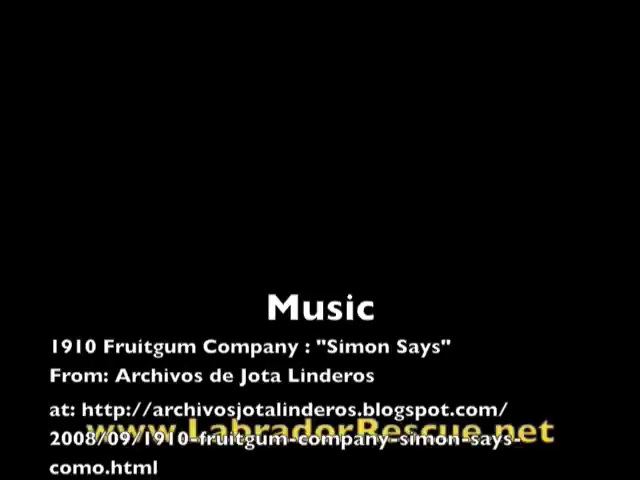 Music
1910 Fruitgum Company : "Simon Says"
From: Archivos de Jota Linderos
at: http://archivosjotalinderos.blogspot.com/
2008/09/1910-fruitgum-company-simon-says-
www.LabradorRescue.net
como.html